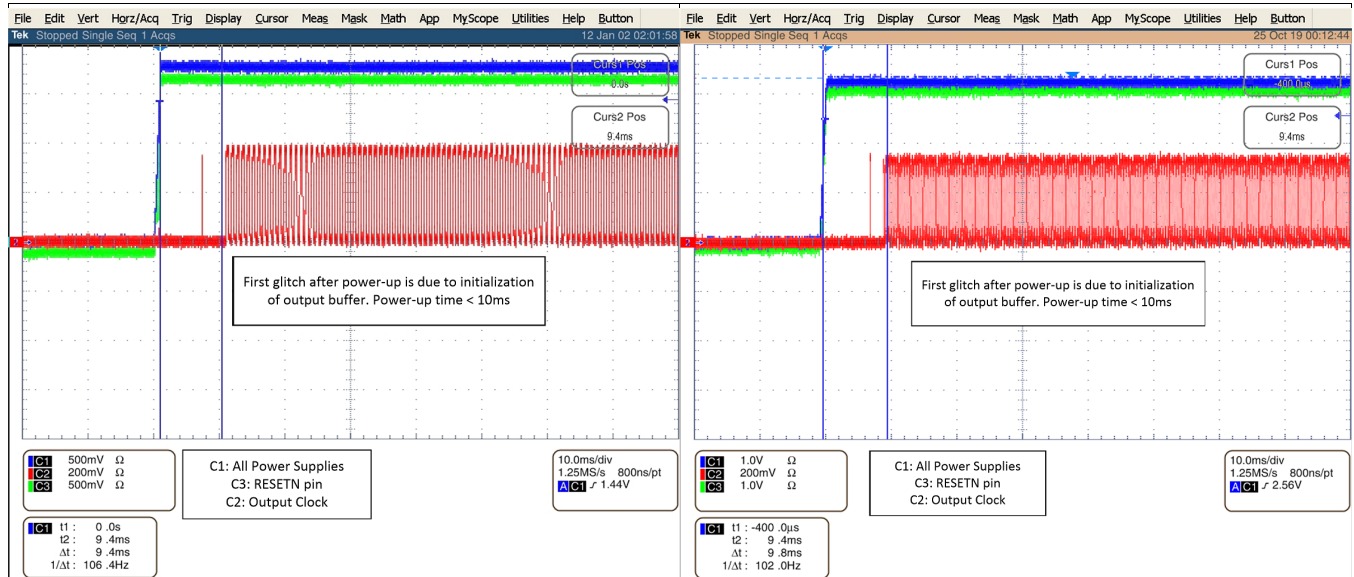 File Edit Vert Horz/Acq Trig Display Cursor Meas Mask Math App MyScope Utilities Help Button
Tek Stopped Single Seq 1 Acqs 12 Jan 02 02:01:58
Curs1 Pos
0.0s
Curs2 Pos
9.4ms
First glitch after power-up is due to initialization
of output buffer. Power-up time < 10ms
C1 500mV Ω
C2 200mV Ω
C3 500mV Ω
C1: All Power Supplies
C3: RESETN pin
C2: Output Clock
10.0ms/div
1.25MS/s 800ns/pt
A C1 1.44V
C1 t1 : 0 .0s
t2 : 9 .4ms
Δt : 9 .4ms
1/Δt : 106 .4Hz
File Edit Vert Horz/Acq Trig Display Cursor Meas Mask Math App MyScope Utilities Help Button
Tek Stopped Single Seq 1 Acqs 25 Oct 19 00:12:44
Curs1 Pos
-400.0µs
Curs2 Pos
9.4ms
First glitch after power-up is due to initialization
of output buffer. Power-up time < 10ms
C1 1.0V Ω
C2 200mV Ω
C3 1.0V Ω
C1: All Power Supplies
C3: RESETN pin
C2: Output Clock
10.0ms/div
1.25MS/s 800ns/pt
A C1 2.56V
C1 t1 : -400 .0µs
t2 : 9 .4ms
Δt : 9 .8ms
1/Δt : 102 .0Hz